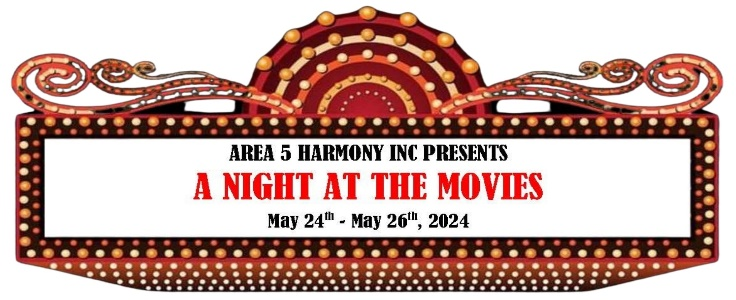 AREA 5 HARMONY INC PRESENTS
A NIGHT AT THE MOVIES
May 24th - May 26th, 2024